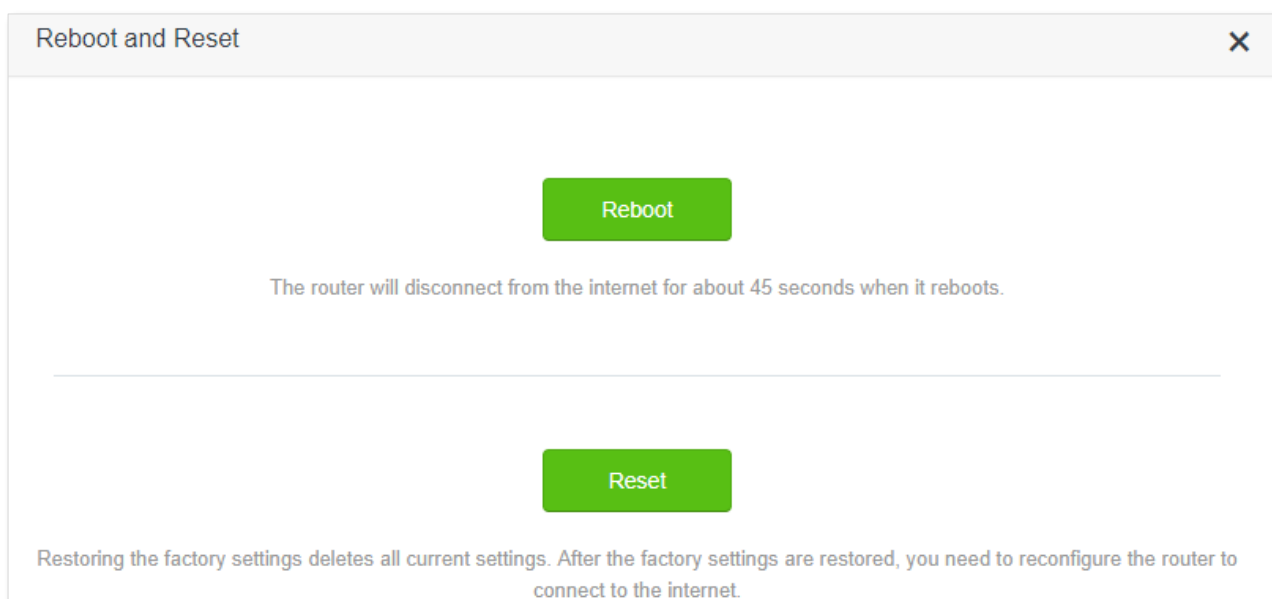 Reboot and Reset
Reboot
The router will disconnect from the internet for about 45 seconds when it reboots.
Reset
Restoring the factory settings deletes all current settings. After the factory settings are restored, you need to reconfigure the router to
connect to the internet.